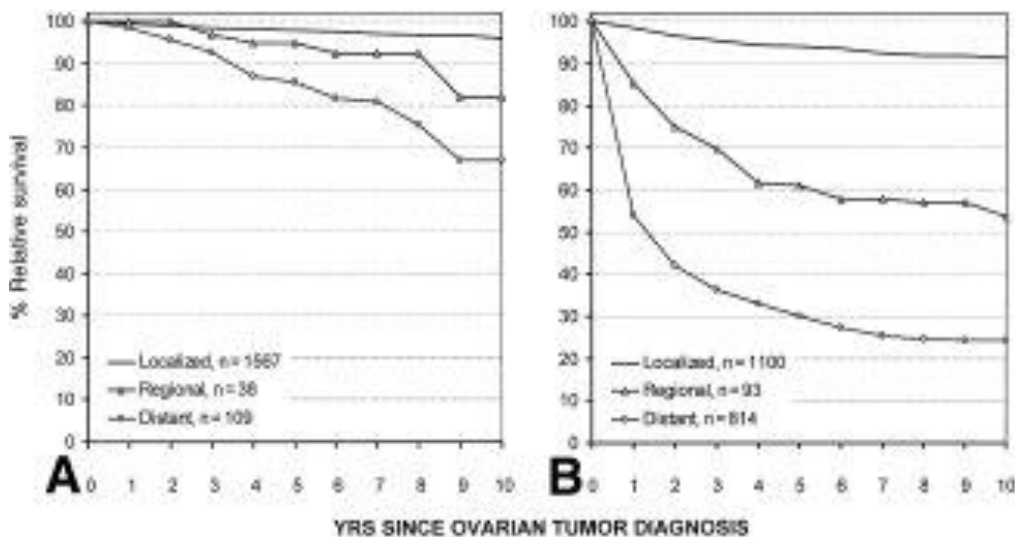 % Relative survival
100
90
80
70
60
50
40
30
20
10
0
Localized, n = 1567
Regional, n = 38
Distant, n = 109
A
0 1 2 3 4 5 6 7 8 9 10
100
90
80
70
60
50
40
30
20
10
0
Localized, n = 1100
Regional, n = 93
Distant, n = 814
B
0 1 2 3 4 5 6 7 8 9 10
YRS SINCE OVARIAN TUMOR DIAGNOSIS